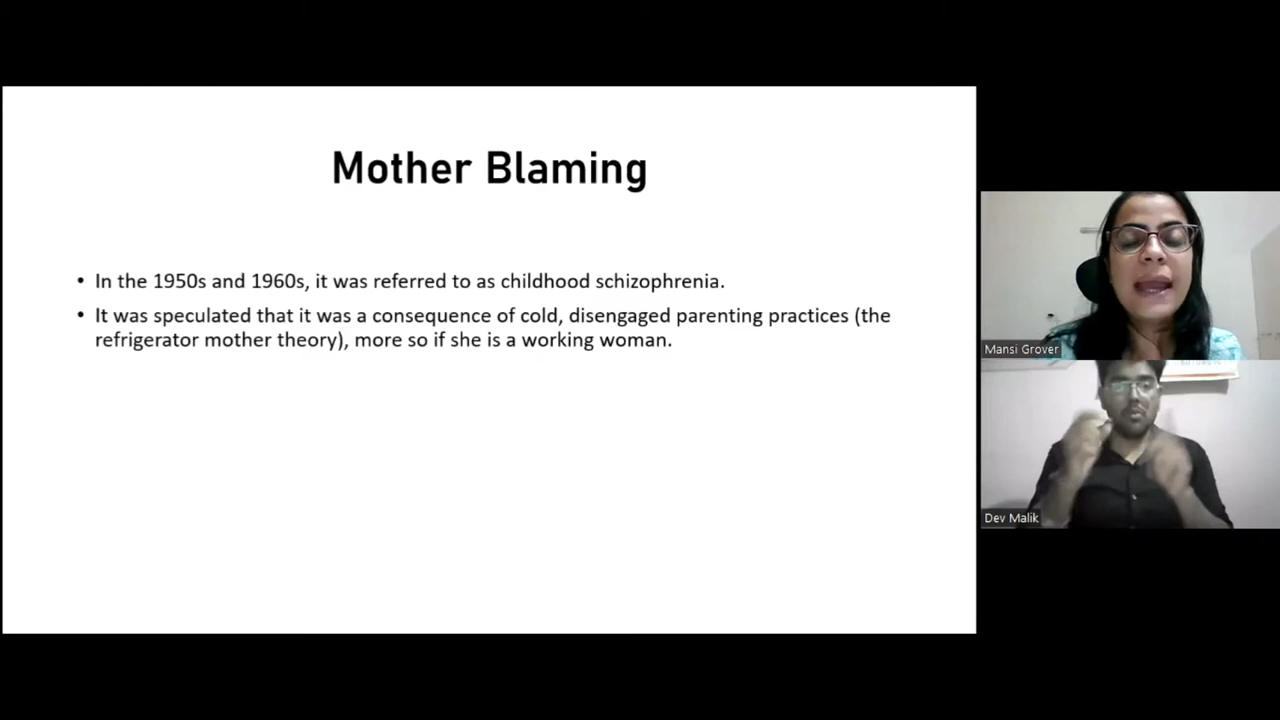 Mother Blaming
• In the 1950s and 1960s, it was referred to as childhood schizophrenia.
• It was speculated that it was a consequence of cold, disengaged parenting practices (the
refrigerator mother theory), more so if she is a working woman.
Mansi Grover
Dev Malik